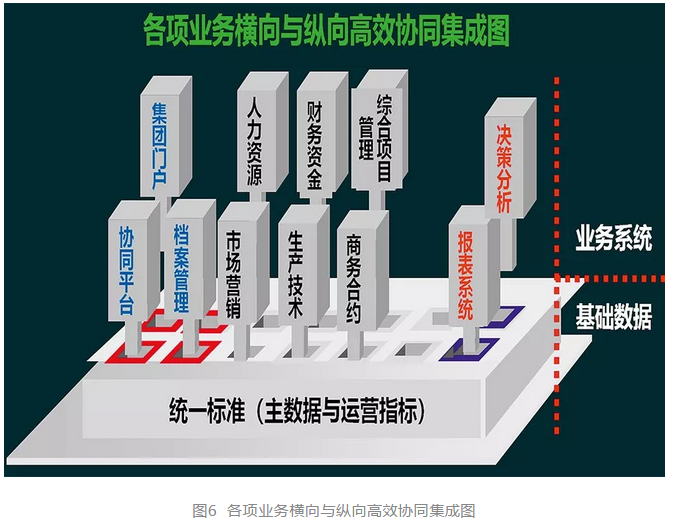 各项业务横向与纵向高效协同集成图
集团门户
人力资源
财务资金
综合项目
管理
决策分析
协同平台
档案管理
市场营销
生产技术
商务合约
报表系统
业务系统
基础数据
统一标准（主数据与运营指标）
图6 各项业务横向与纵向高效协同集成图